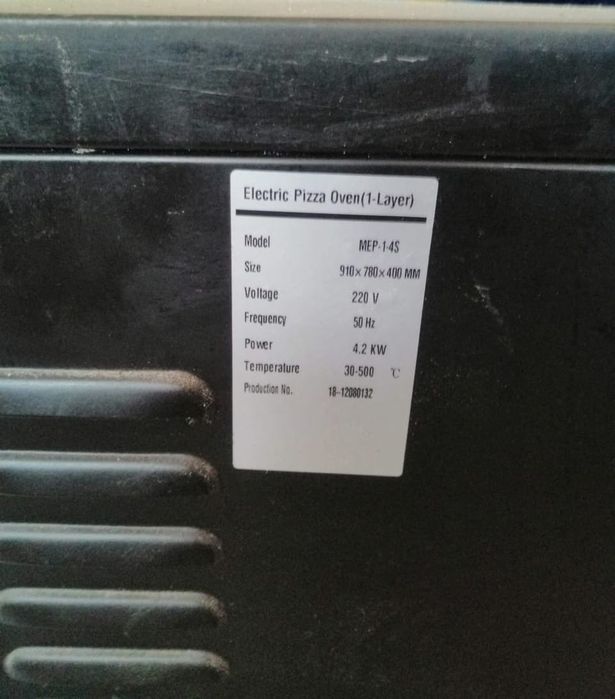 Electric Pizza Oven(1-Layer)
Model MEP-1-4S
Size 910×780×400 MM
Voltage 220 V
Frequency 50 Hz
Power 4.2 KW
Temperature 30-500 ℃
Production No. 18-12080132